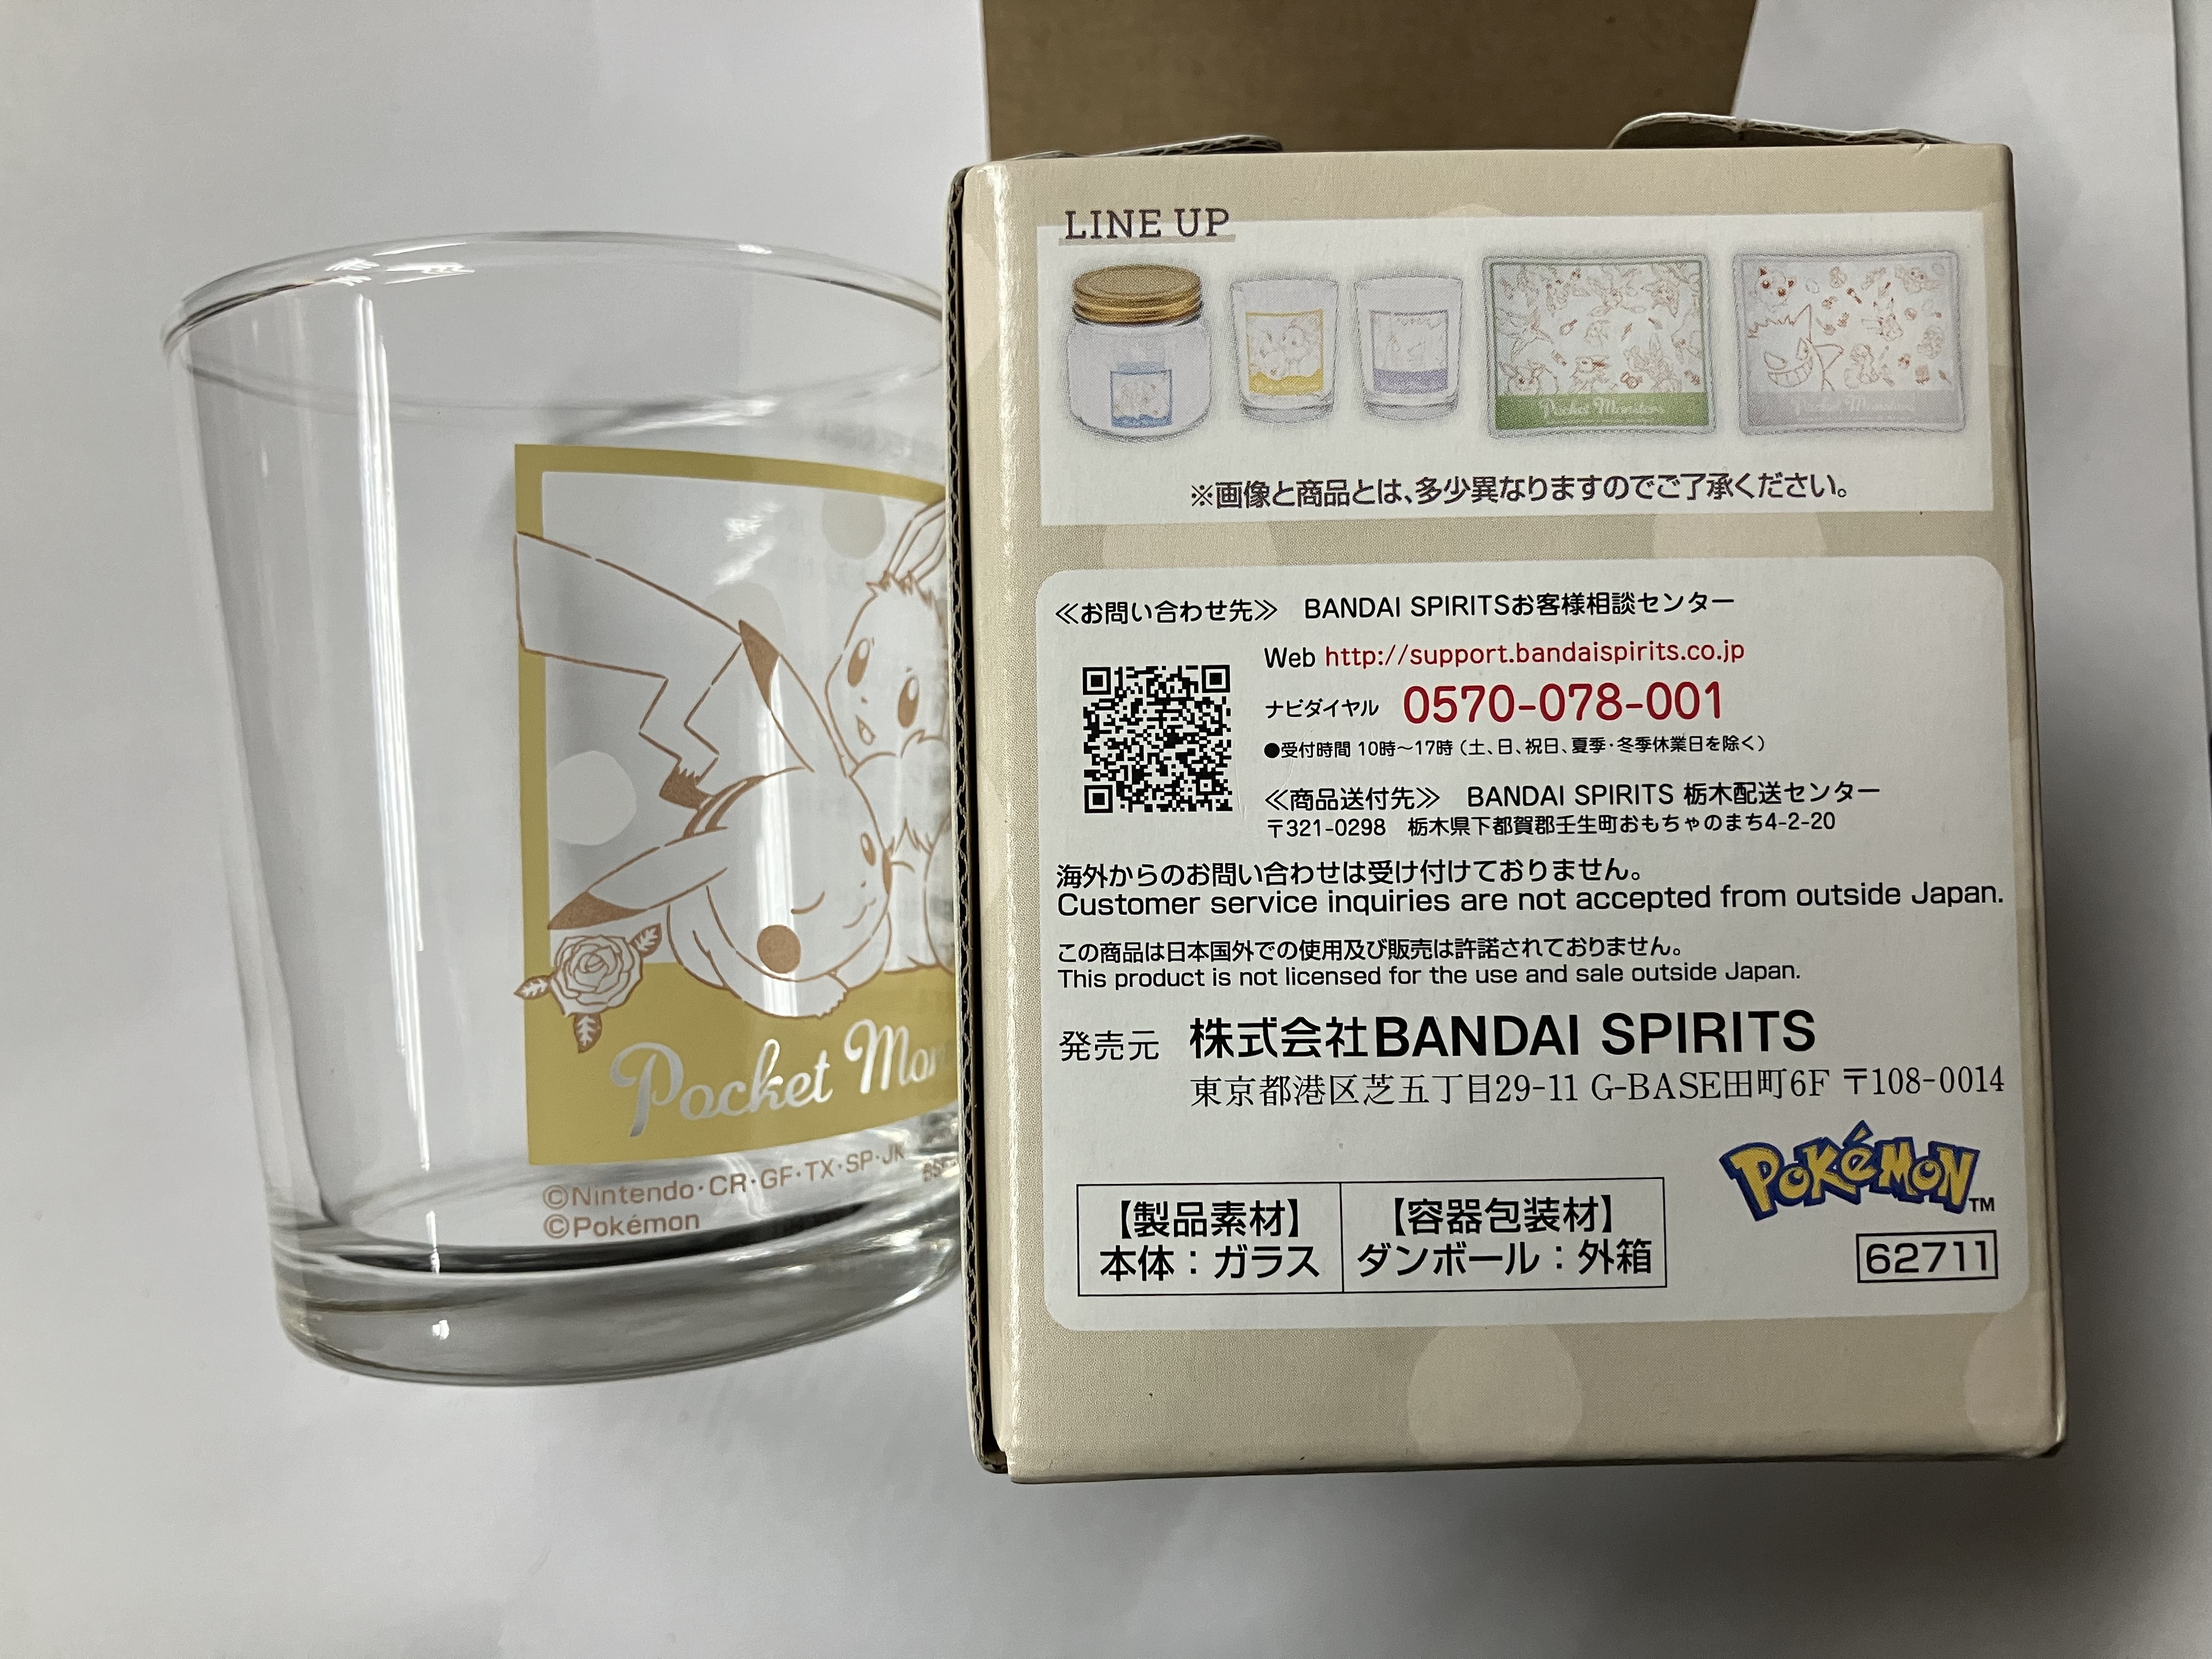 LINE UP
Pocket Monsters
Pocket Monsters
※画像と商品とは、多少異なりますのでご了承ください。
≪お問い合わせ先≫ BANDAI SPIRITSお客様相談センター
Web http://support.bandaispirits.co.jp
ナビダイヤル 0570-078-001
●受付時間 10時〜17時（土、日、祝日、夏季・冬季休業日を除く）
≪商品送付先≫ BANDAI SPIRITS 栃木配送センター
〒321-0298 栃木県下都賀郡壬生町おもちゃのまち4-2-20
海外からのお問い合わせは受け付けておりません。
Customer service inquiries are not accepted from outside Japan.
この商品は日本国外での使用及び販売は許諾されておりません。
This product is not licensed for the use and sale outside Japan.
発売元 株式会社BANDAI SPIRITS
東京都港区芝五丁目29-11 G-BASE田町6F 〒108-0014
POKéMON TM
【製品素材】
本体：ガラス
【容器包装材】
ダンボール：外箱
62711
Pocket Mon
©Nintendo・CR・GF・TX・SP・JK
©Pokémon